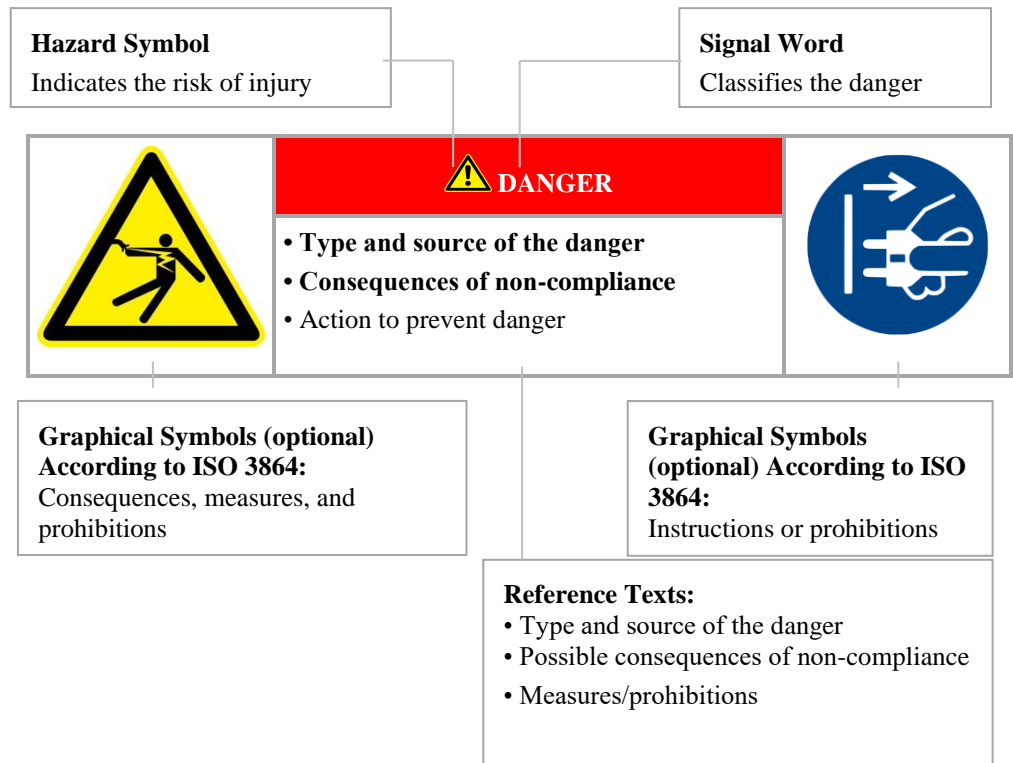 Hazard Symbol
Indicates the risk of injury
Signal Word
Classifies the danger
DANGER
• Type and source of the danger
• Consequences of non-compliance
• Action to prevent danger
Graphical Symbols (optional)
According to ISO 3864:
Consequences, measures, and
prohibitions
Graphical Symbols
(optional) According to ISO
3864:
Instructions or prohibitions
Reference Texts:
• Type and source of the danger
• Possible consequences of non-compliance
• Measures/prohibitions